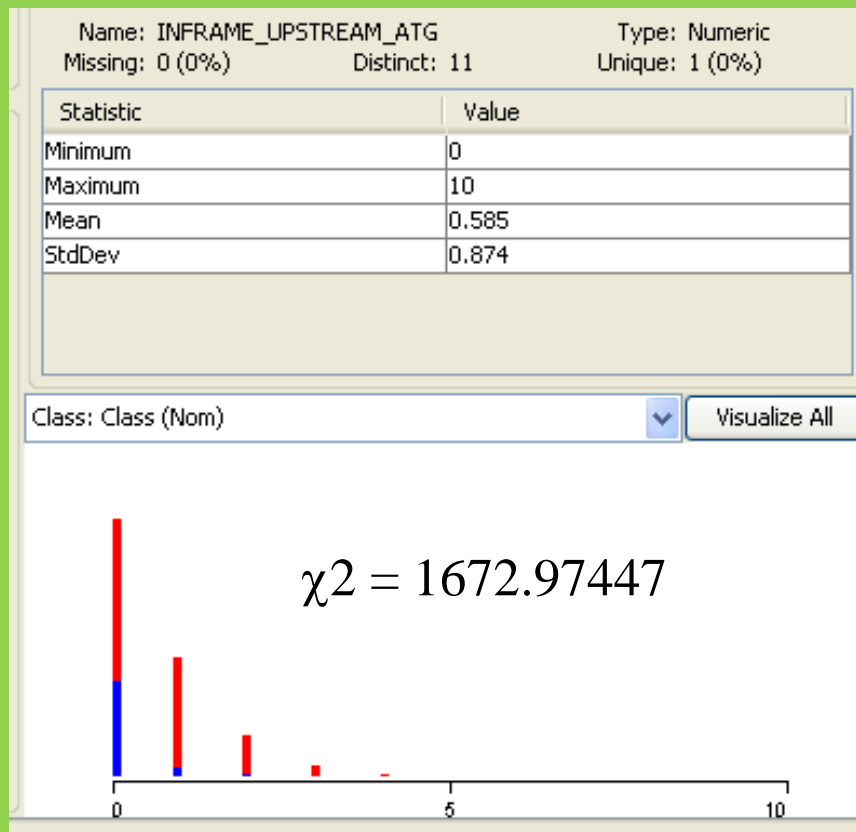 Name: INFRAME_UPSTREAM_ATG Type: Numeric
Missing: 0 (0%) Distinct: 11 Unique: 1 (0%)
Statistic Value
Minimum 0
Maximum 10
Mean 0.585
StdDev 0.874
Class: Class (Nom) Visualize All
χ2 = 1672.97447
0 5 10